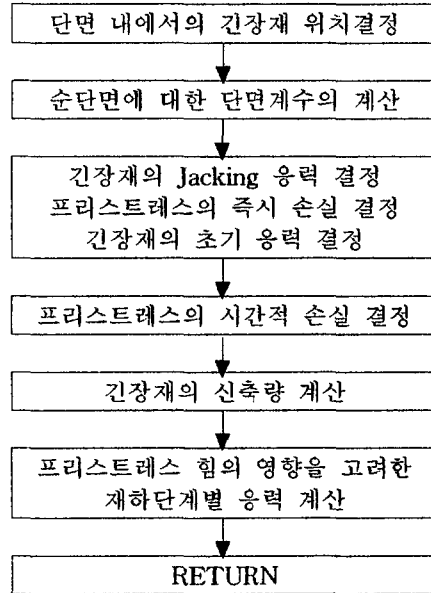 단면 내에서의 긴장재 위치결정
순단면에 대한 단면계수의 계산
긴장재의 Jacking 응력 결정
프리스트레스의 즉시 손실 결정
긴장재의 초기 응력 결정
프리스트레스의 시간적 손실 결정
긴장재의 신축량 계산
프리스트레스 힘의 영향을 고려한
재하단계별 응력 계산
RETURN